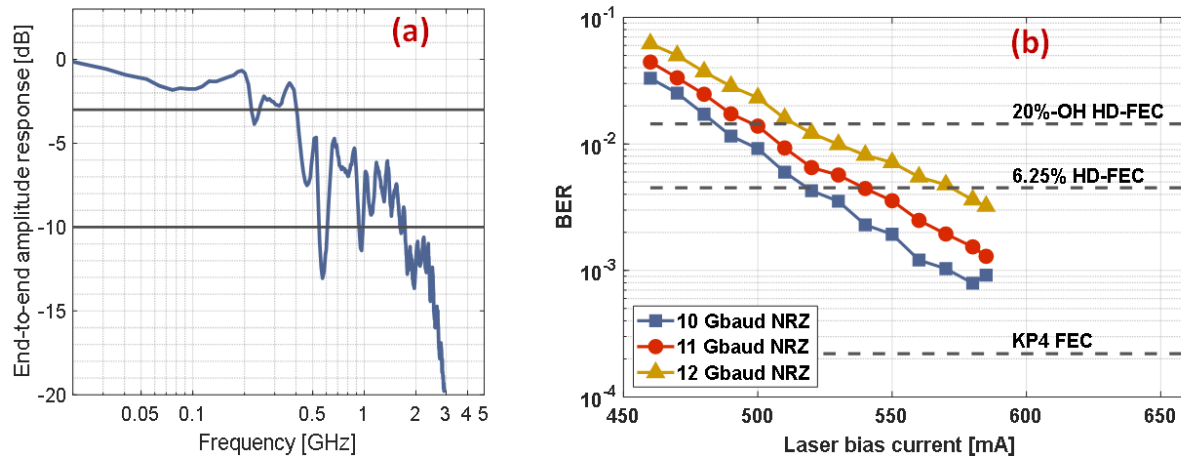 (a)
End-to-end amplitude response [dB]
0
-5
-10
-15
-20
0.05 0.1 0.5 1 2 3 4 5
Frequency [GHz]
(b)
BER
10-1
10-2
10-3
10-4
20%-OH HD-FEC
6.25% HD-FEC
KP4 FEC
10 Gbaud NRZ
11 Gbaud NRZ
12 Gbaud NRZ
450 500 550 600 650
Laser bias current [mA]